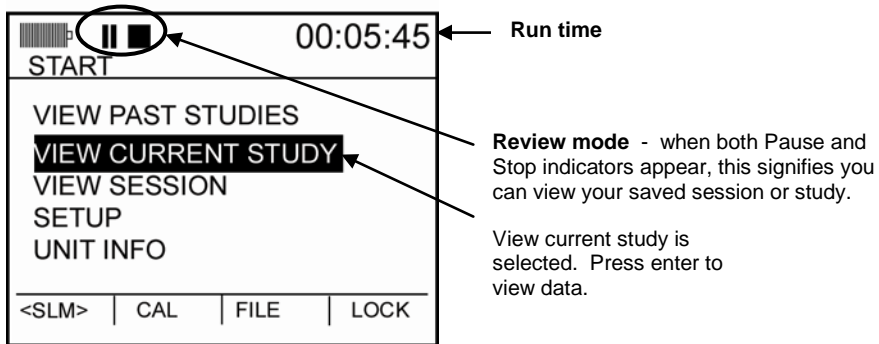 00:05:45
START
VIEW PAST STUDIES
VIEW CURRENT STUDY
VIEW SESSION
SETUP
UNIT INFO
<SLM> CAL FILE LOCK
Run time
Review mode - when both Pause and
Stop indicators appear, this signifies you
can view your saved session or study.
View current study is
selected. Press enter to
view data.